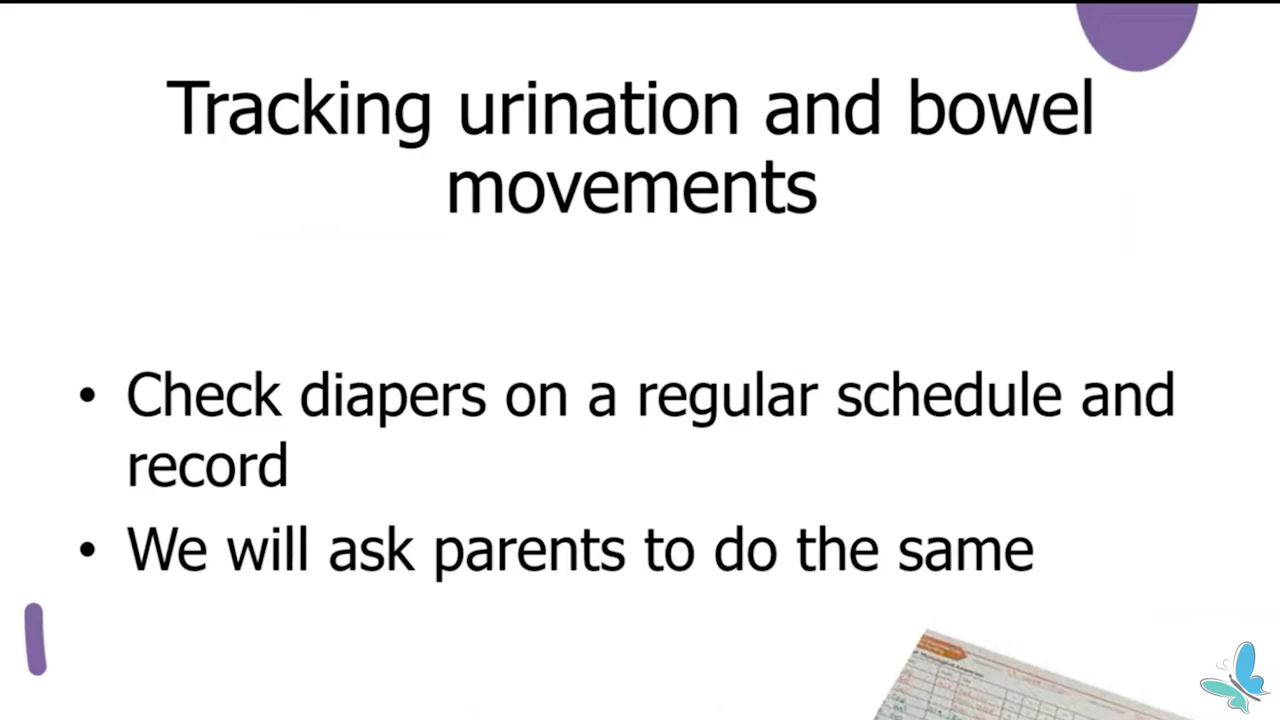 Tracking urination and bowel
movements
• Check diapers on a regular schedule and
record
• We will ask parents to do the same